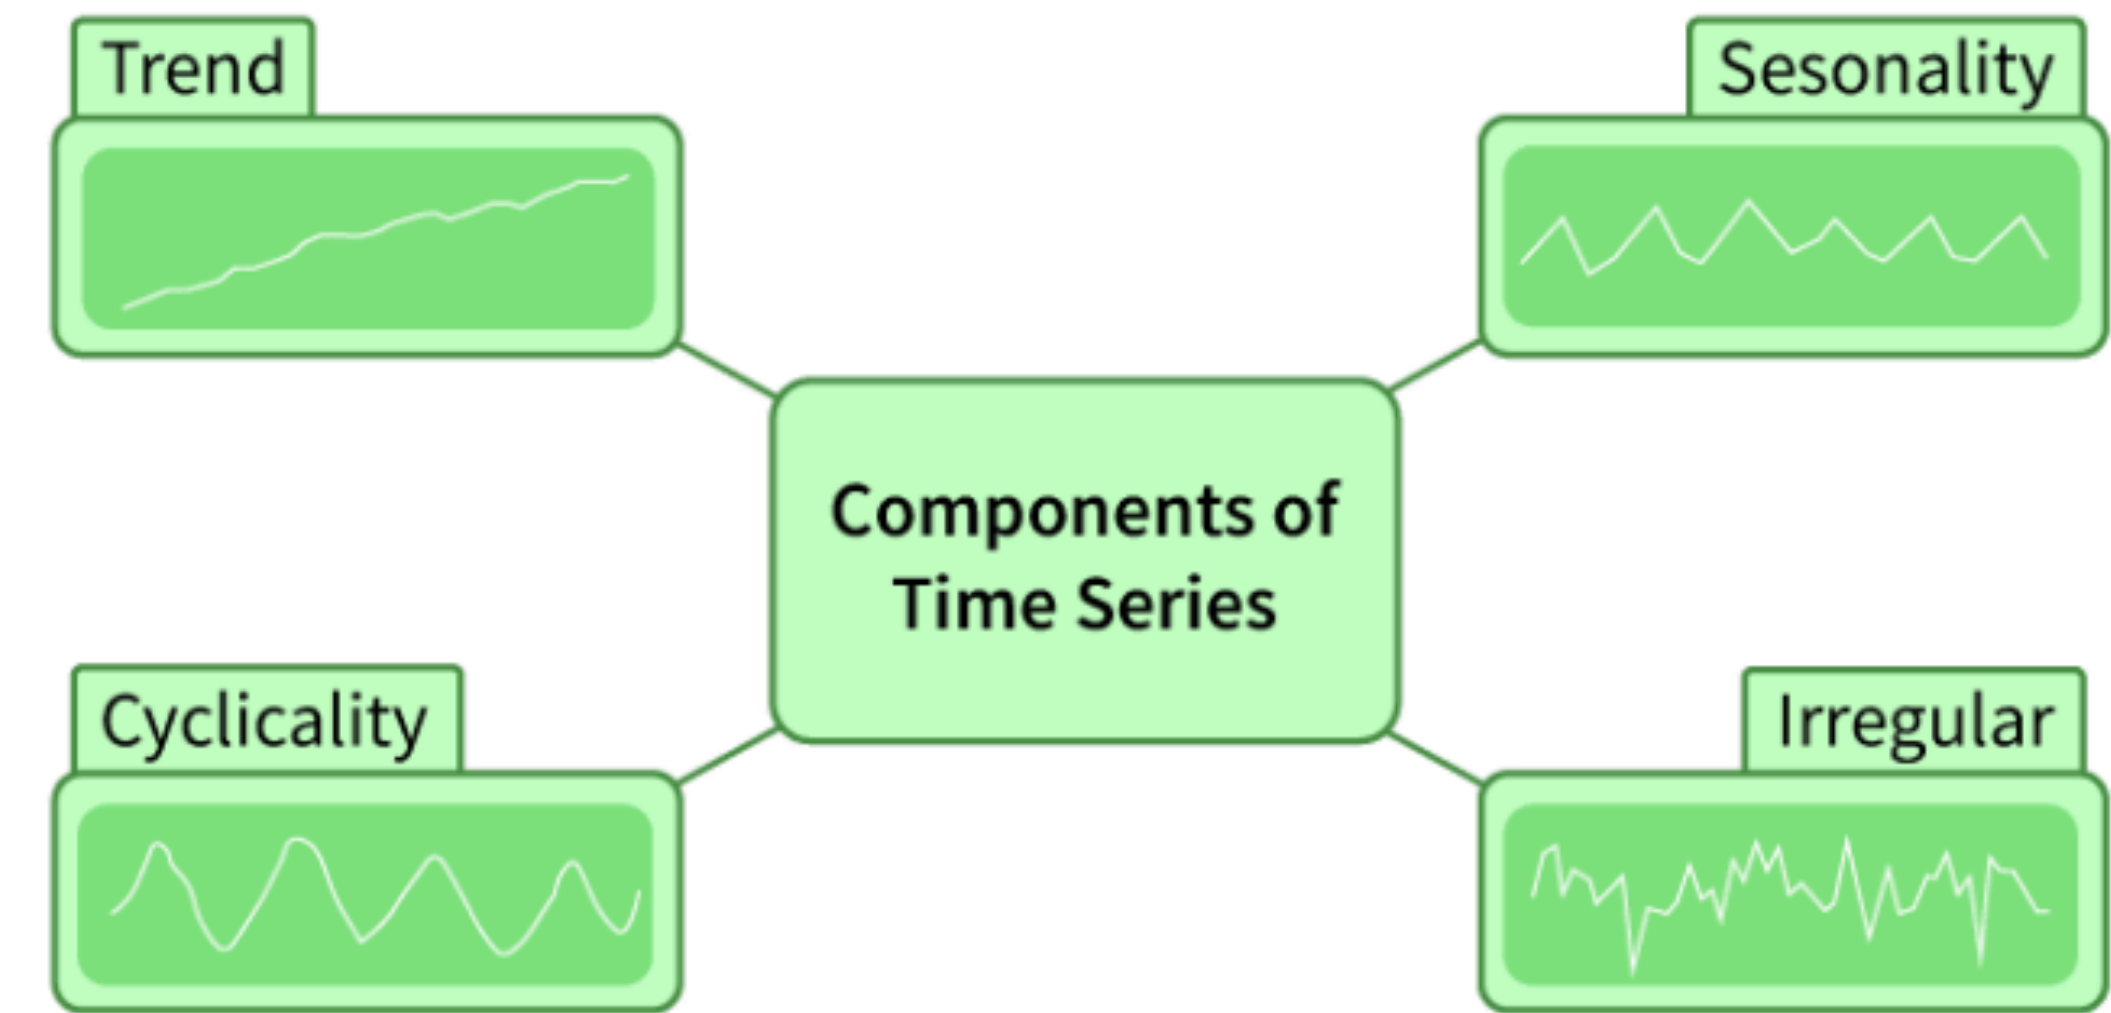 Trend
Sesonality
Components of
Time Series
Cyclicality
Irregular